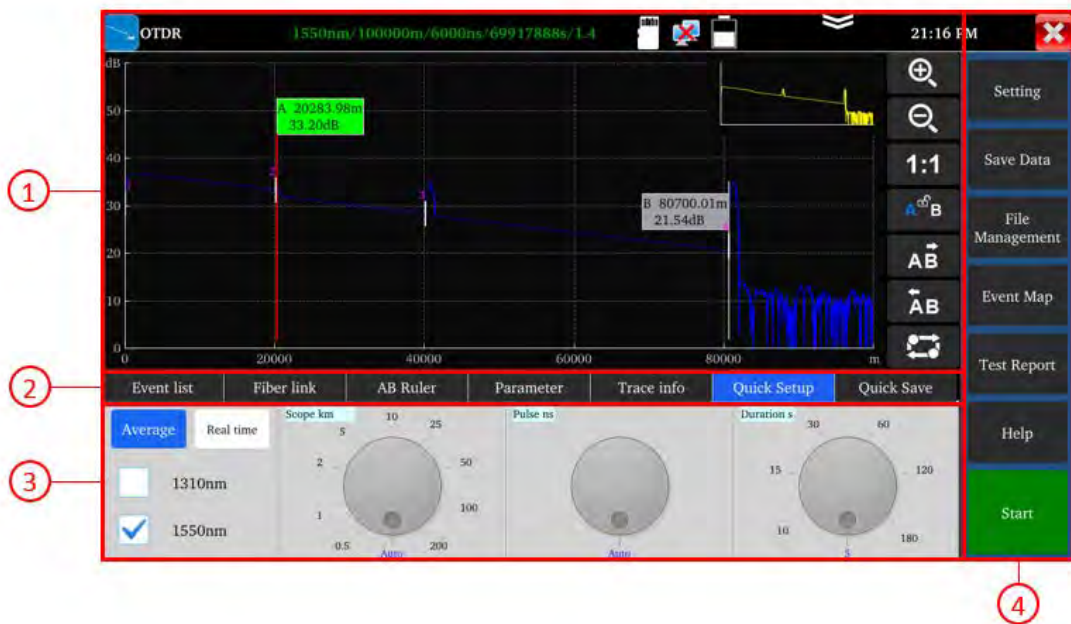 OTDR 1550nm/100000m/6000ns/69917888s/1.4 21:16 PM
dB
50
40
30
20
10
0
0 20000 40000 60000 80000 m
A 20283.98m
33.20dB
2
3
B 80700.01m
21.54dB
4
1:1
A B
AB
AB
Setting
Save Data
File
Management
Event Map
Test Report
Help
Start
Event list Fiber link AB Ruler Parameter Trace info Quick Setup Quick Save
Average Real time
1310nm
1550nm
Scope km
0.5 1 2 5 10 25 50 100 200
Auto
Pulse ns
Auto
Duration s
5 10 15 30 60 120 180
1
2
3
4